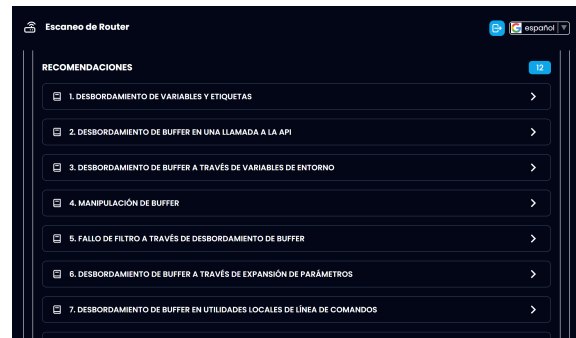 Escaneo de Router
español
RECOMENDACIONES
12
1. DESBORDAMIENTO DE VARIABLES Y ETIQUETAS
2. DESBORDAMIENTO DE BUFFER EN UNA LLAMADA A LA API
3. DESBORDAMIENTO DE BUFFER A TRAVÉS DE VARIABLES DE ENTORNO
4. MANIPULACIÓN DE BUFFER
5. FALLO DE FILTRO A TRAVÉS DE DESBORDAMIENTO DE BUFFER
6. DESBORDAMIENTO DE BUFFER A TRAVÉS DE EXPANSIÓN DE PARÁMETROS
7. DESBORDAMIENTO DE BUFFER EN UTILIDADES LOCALES DE LÍNEA DE COMANDOS